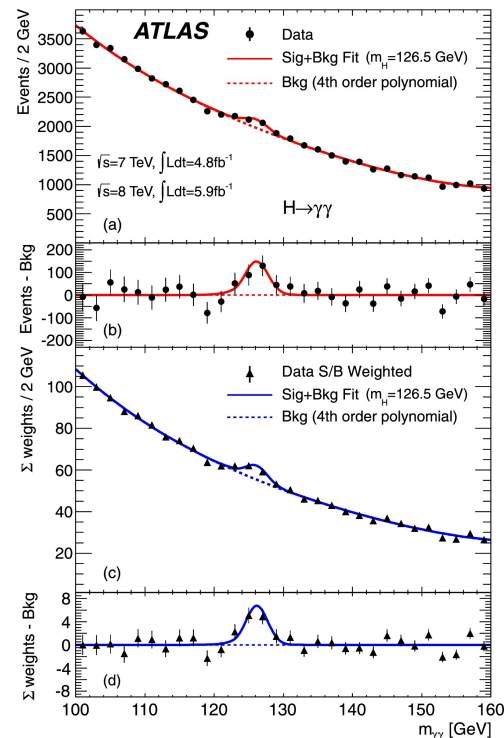 ATLAS
Data
Sig+Bkg Fit (m_H=126.5 GeV)
Bkg (4th order polynomial)
Events / 2 GeV
3500
3000
2500
2000
1500
1000
500
√s=7 TeV, ∫Ldt=4.8fb⁻¹
√s=8 TeV, ∫Ldt=5.9fb⁻¹
H→γγ
(a)
Events - Bkg
200
100
0
-100
-200
(b)
Σ weights / 2 GeV
100
80
60
40
20
Data S/B Weighted
Sig+Bkg Fit (m_H=126.5 GeV)
Bkg (4th order polynomial)
(c)
Σ weights - Bkg
8
4
0
-4
-8
(d)
100 110 120 130 140 150 160
m_γγ [GeV]